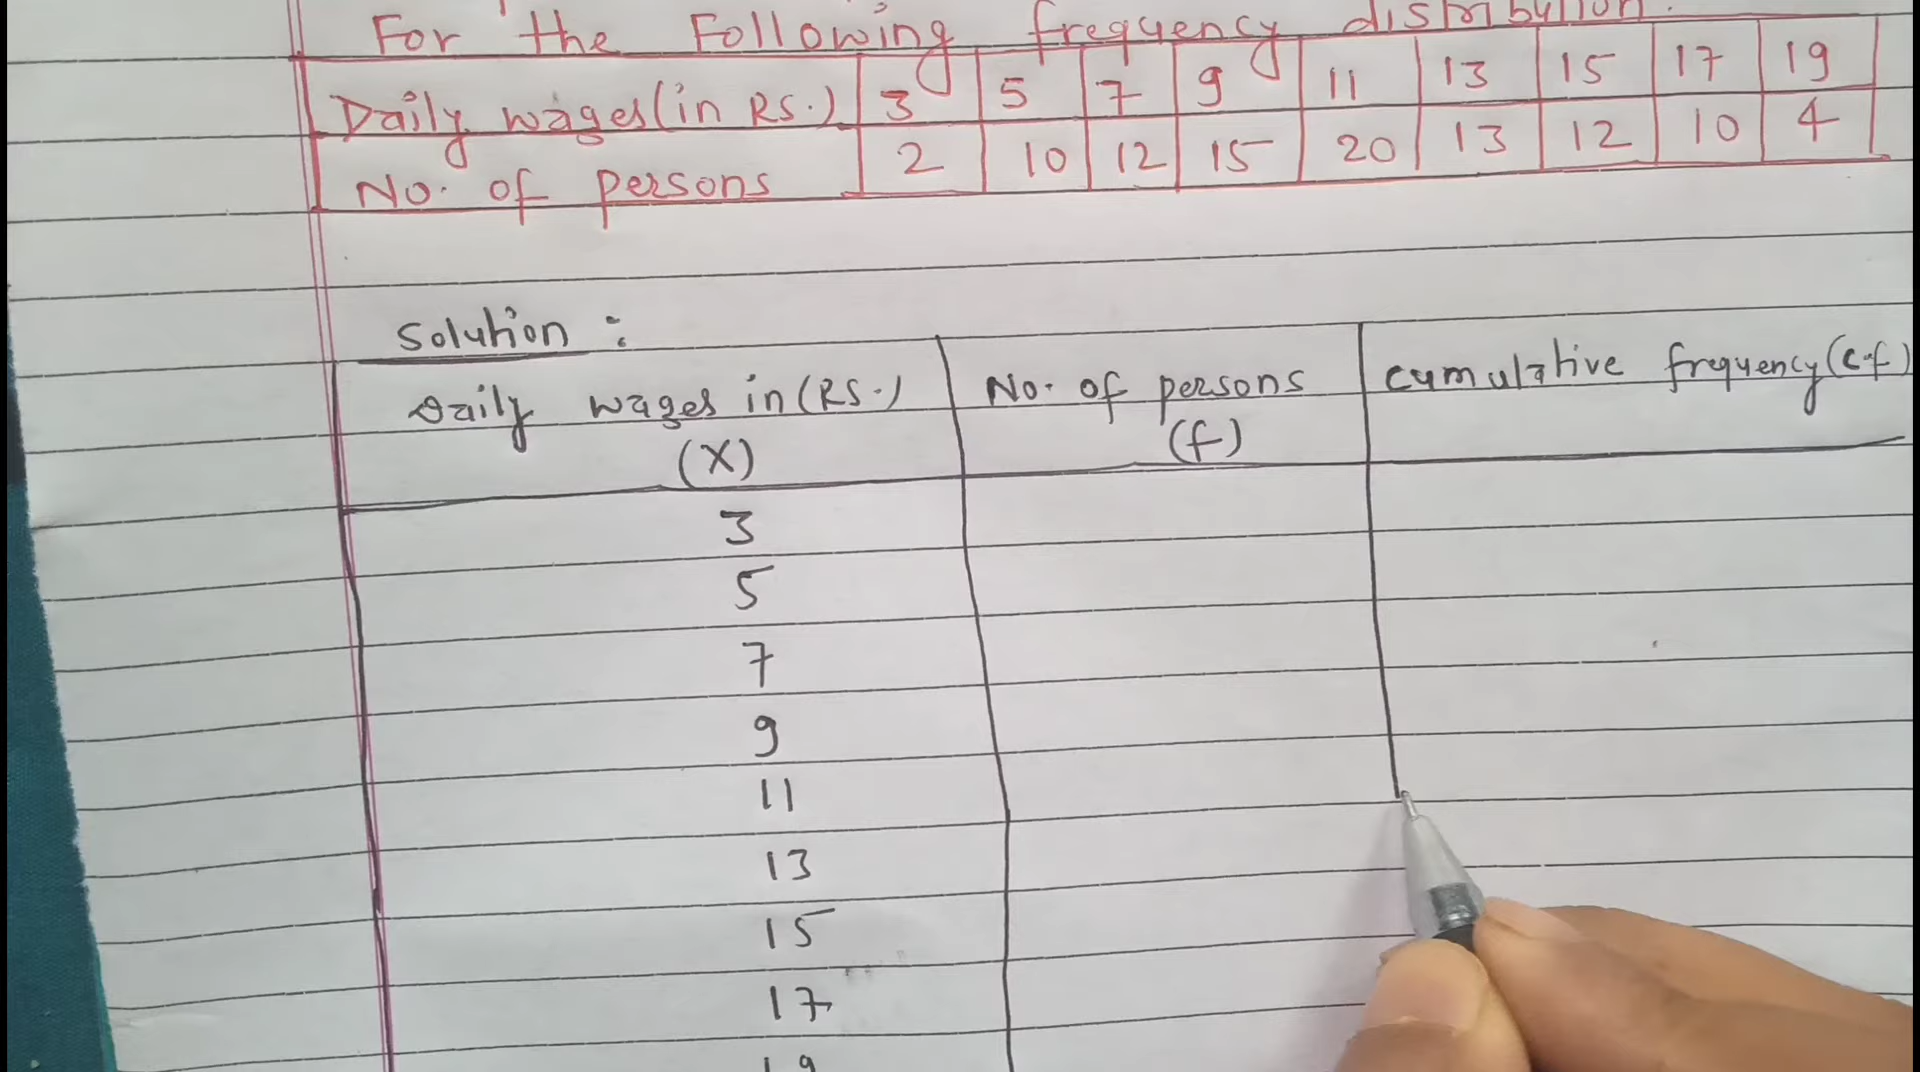 For the Following frequency distribution.
Daily wages (in Rs.) 3 5 7 9 11 13 15 17 19
No. of persons 2 10 12 15 20 13 12 10 4
Solution :
Daily wages in (Rs.) No. of persons cumulative frequency (c.f)
(X) (f)
3
5
7
9
11
13
15
17
19